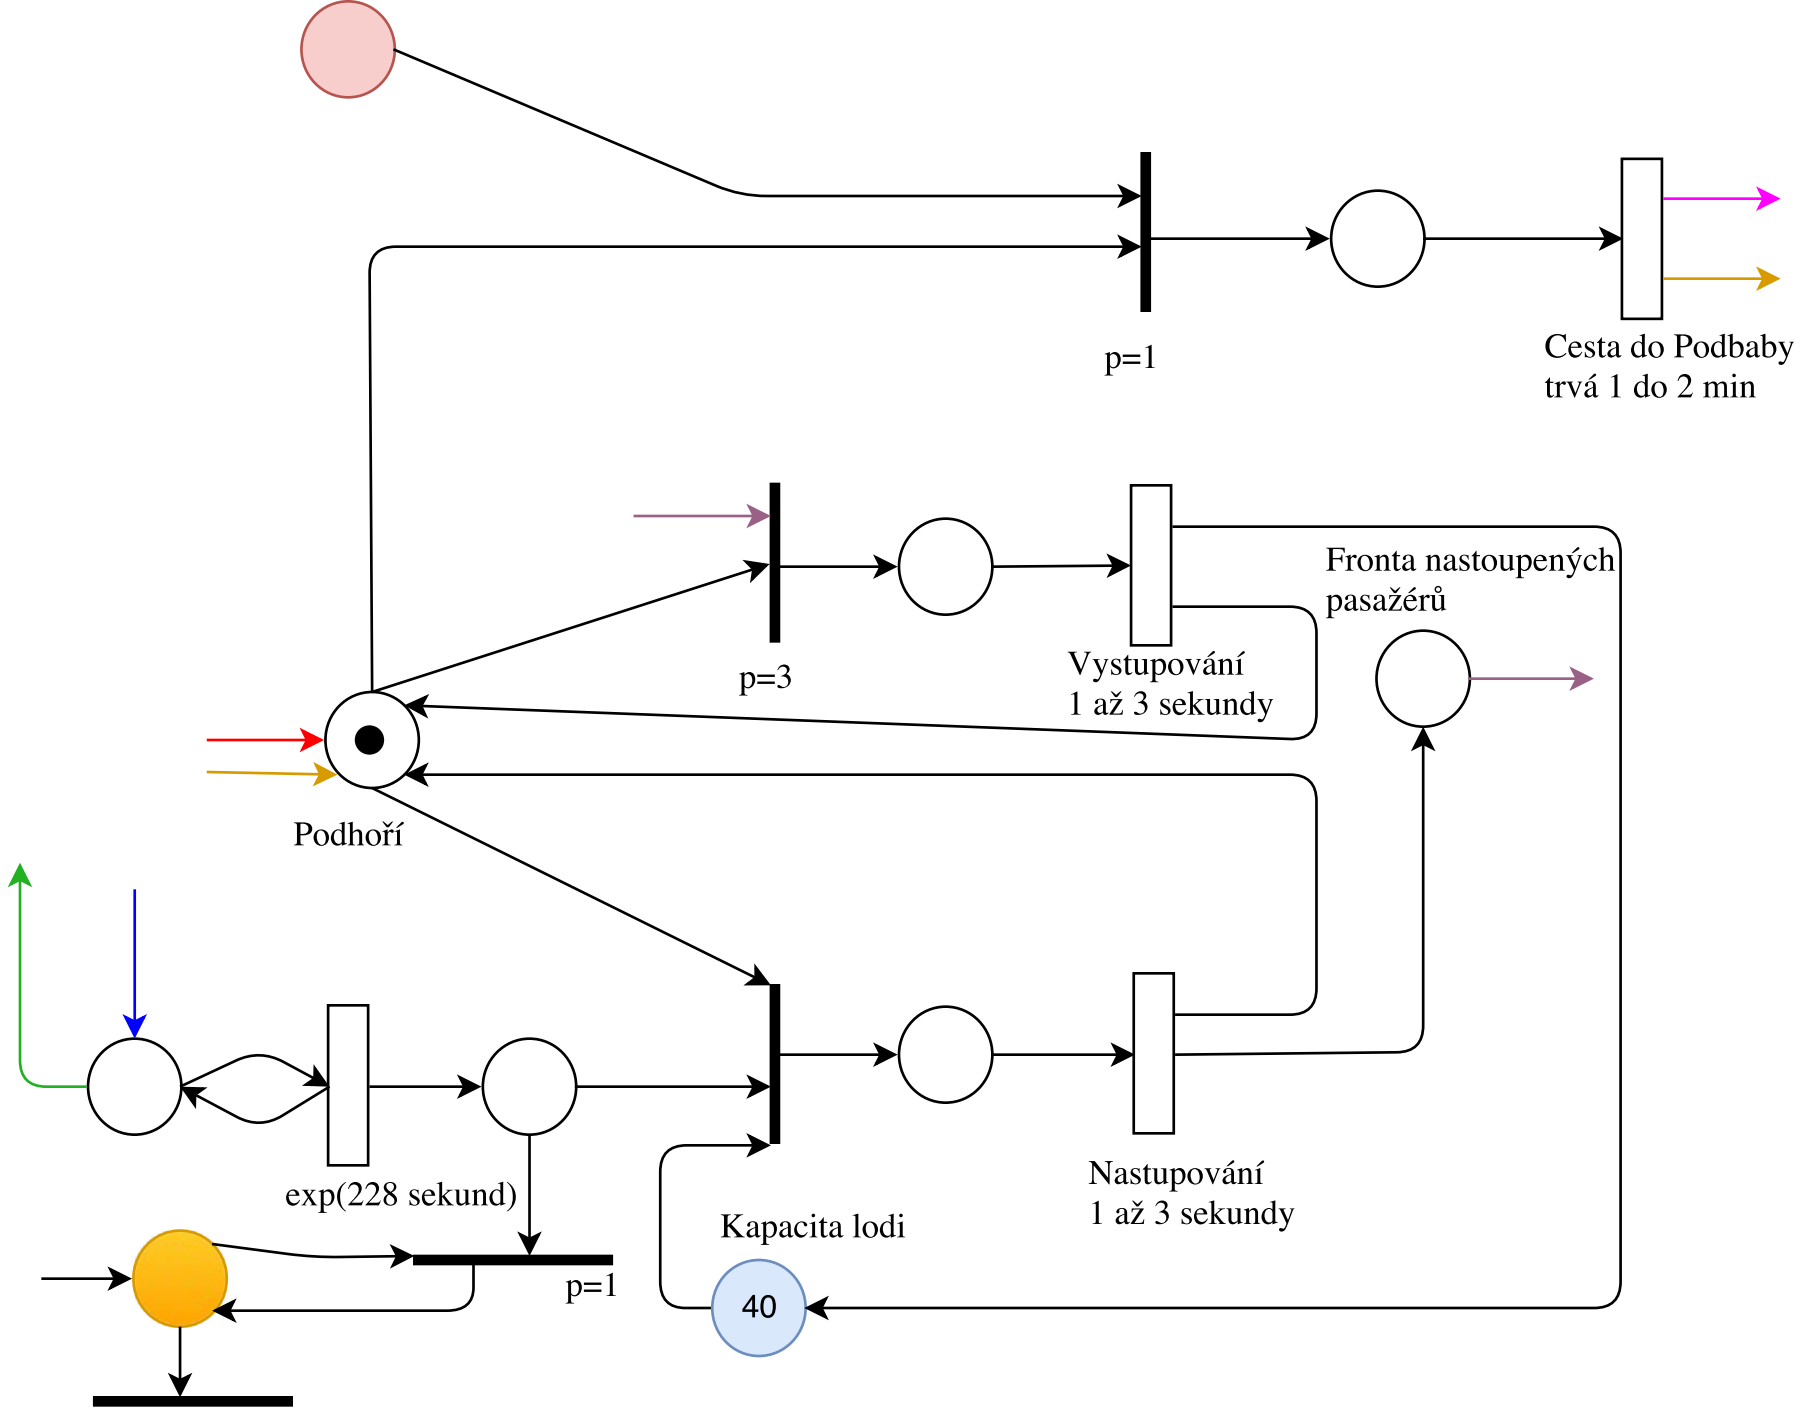 p=1
Cesta do Podbaby
trvá 1 do 2 min
Fronta nastoupených
pasažérů
p=3
Vystupování
1 až 3 sekundy
Podhoří
exp(228 sekund)
Nastupování
1 až 3 sekundy
Kapacita lodi
p=1
40